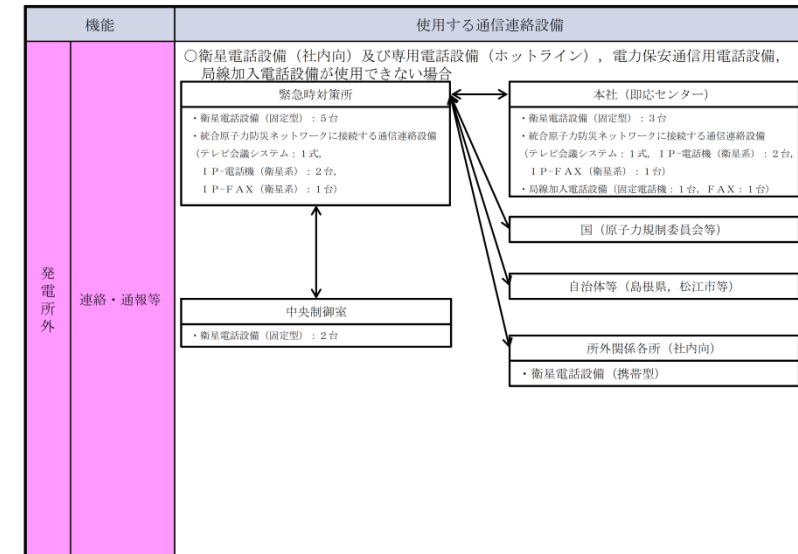 機能
使用する通信連絡設備
発電所外
連絡・通報等
○衛星電話設備（社内向）及び専用電話設備（ホットライン），電力保安通信用電話設備，
局線加入電話設備が使用できない場合
緊急時対策所
・衛星電話設備（固定型）：５台
・統合原子力防災ネットワークに接続する通信連絡設備
（テレビ会議システム：１式，
ＩＰ−電話機（衛星系）：２台，
ＩＰ−ＦＡＸ（衛星系）：１台）
中央制御室
・衛星電話設備（固定型）：２台
本社（即応センター）
・衛星電話設備（固定型）：３台
・統合原子力防災ネットワークに接続する通信連絡設備
（テレビ会議システム：１式，ＩＰ−電話機（衛星系）：２台，
ＩＰ−ＦＡＸ（衛星系）：１台）
・局線加入電話設備（固定電話機：１台，ＦＡＸ：１台）
国（原子力規制委員会等）
自治体等（島根県，松江市等）
所外関係各所（社内向）
・衛星電話設備（携帯型）